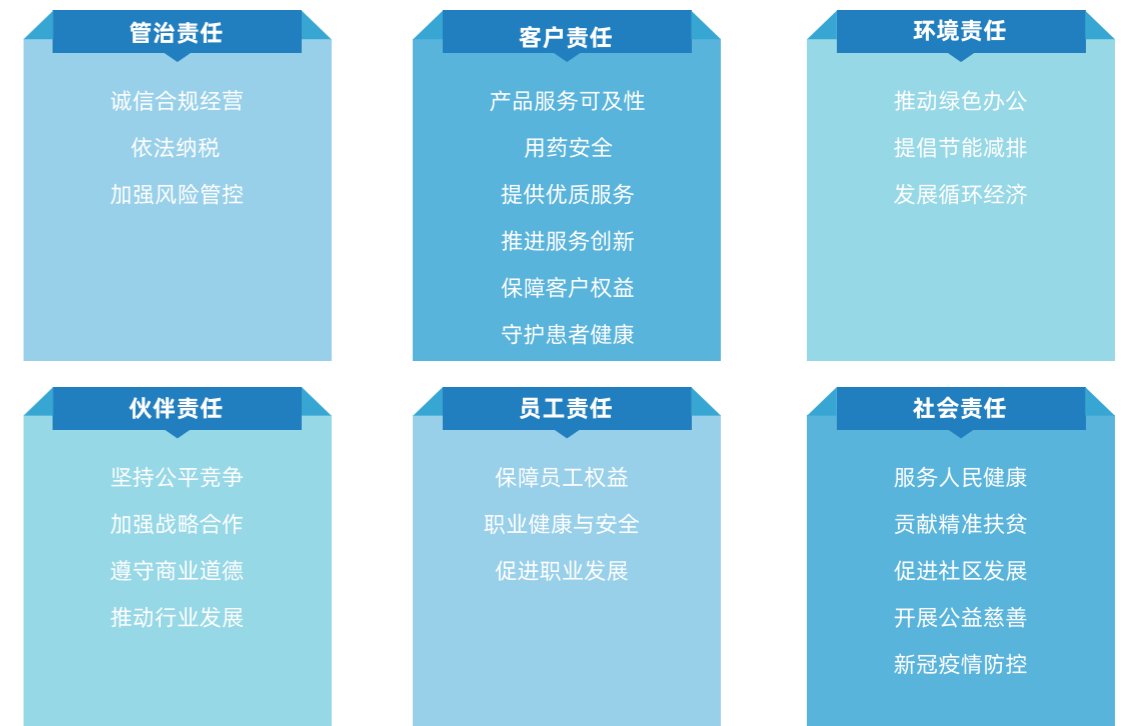 管治责任
诚信合规经营
依法纳税
加强风险管控
客户责任
产品服务可及性
用药安全
提供优质服务
推进服务创新
保障客户权益
守护患者健康
环境责任
推动绿色办公
提倡节能减排
发展循环经济
伙伴责任
坚持公平竞争
加强战略合作
遵守商业道德
推动行业发展
员工责任
保障员工权益
职业健康与安全
促进职业发展
社会责任
服务人民健康
贡献精准扶贫
促进社区发展
开展公益慈善
新冠疫情防控